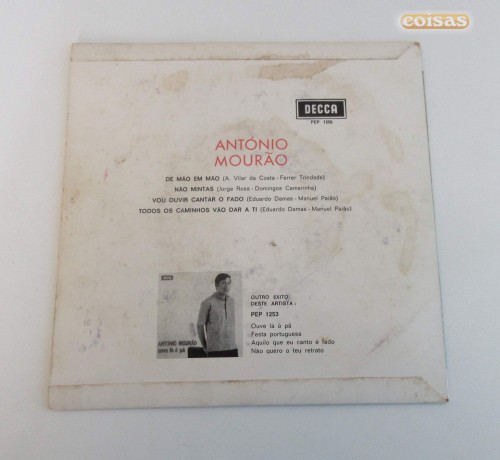 coisas
DECCA
ANTÓNIO
MOURÃO
DE MÃO EM MÃO (A. Vilar da Costa - Ferrer Trindade)
NÃO MINTAS (Jorge Rosa - Domingos Camarinha)
VOU OUVIR CANTAR O FADO (Eduardo Damas - Manuel Paião)
TODOS OS CAMINHOS VÃO DAR A TI (Eduardo Damas - Manuel Paião)
OUTRO EXITO
DESTE ARTISTA:
PEP 1253
Ouve lá ó pá
Festa portuguesa
Aquilo que eu canto é fado
Não quero o teu retrato
ANTÓNIO MOURÃO
ouve lá ó pá